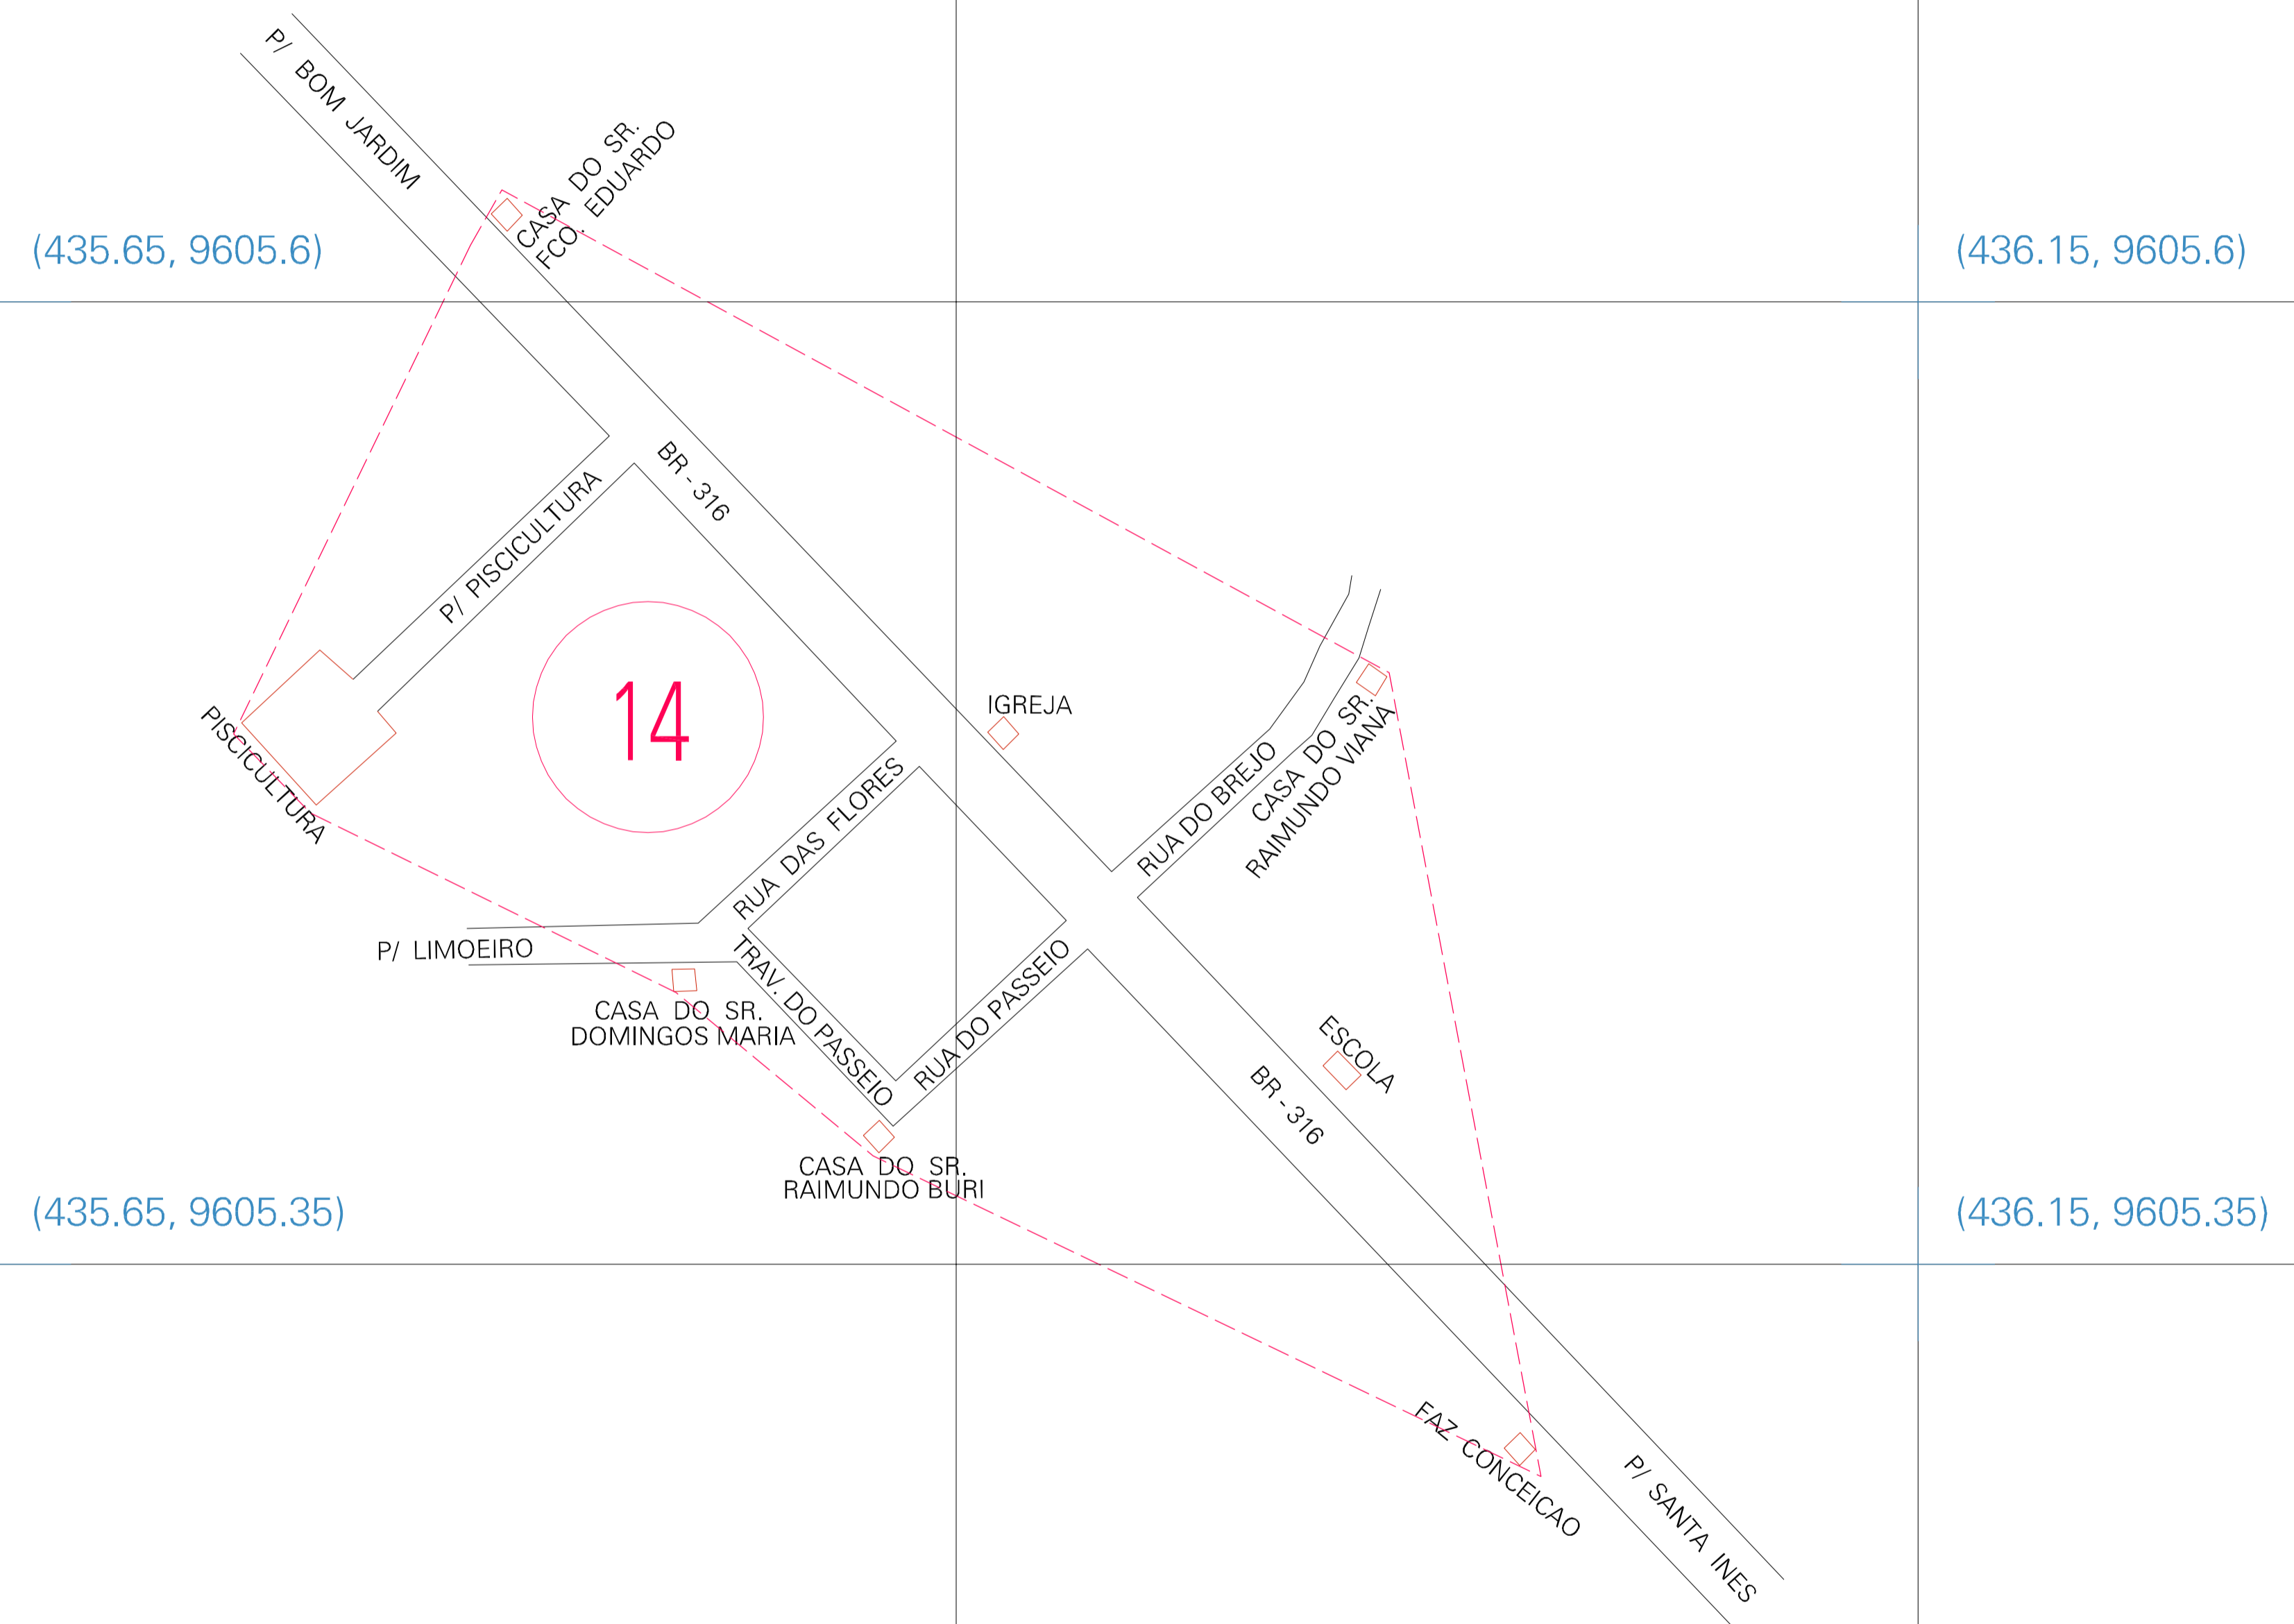 P/ BOM JARDIM
CASA DO SR.
FCO. EDUARDO
(435.65, 9605.6)
(436.15, 9605.6)
BR - 316
P/ PISCICULTURA
14
IGREJA
PISCICULTURA
RUA DAS FLORES
RUA DO BREJO
CASA DO SR.
RAIMUNDO VIANA
P/ LIMOEIRO
TRAV. DO PASSEIO
RUA DO PASSEIO
CASA DO SR.
DOMINGOS MARIA
ESCOLA
BR - 316
CASA DO SR.
RAIMUNDO BURI
(435.65, 9605.35)
(436.15, 9605.35)
FAZ CONCEICAO
P/ SANTA INES